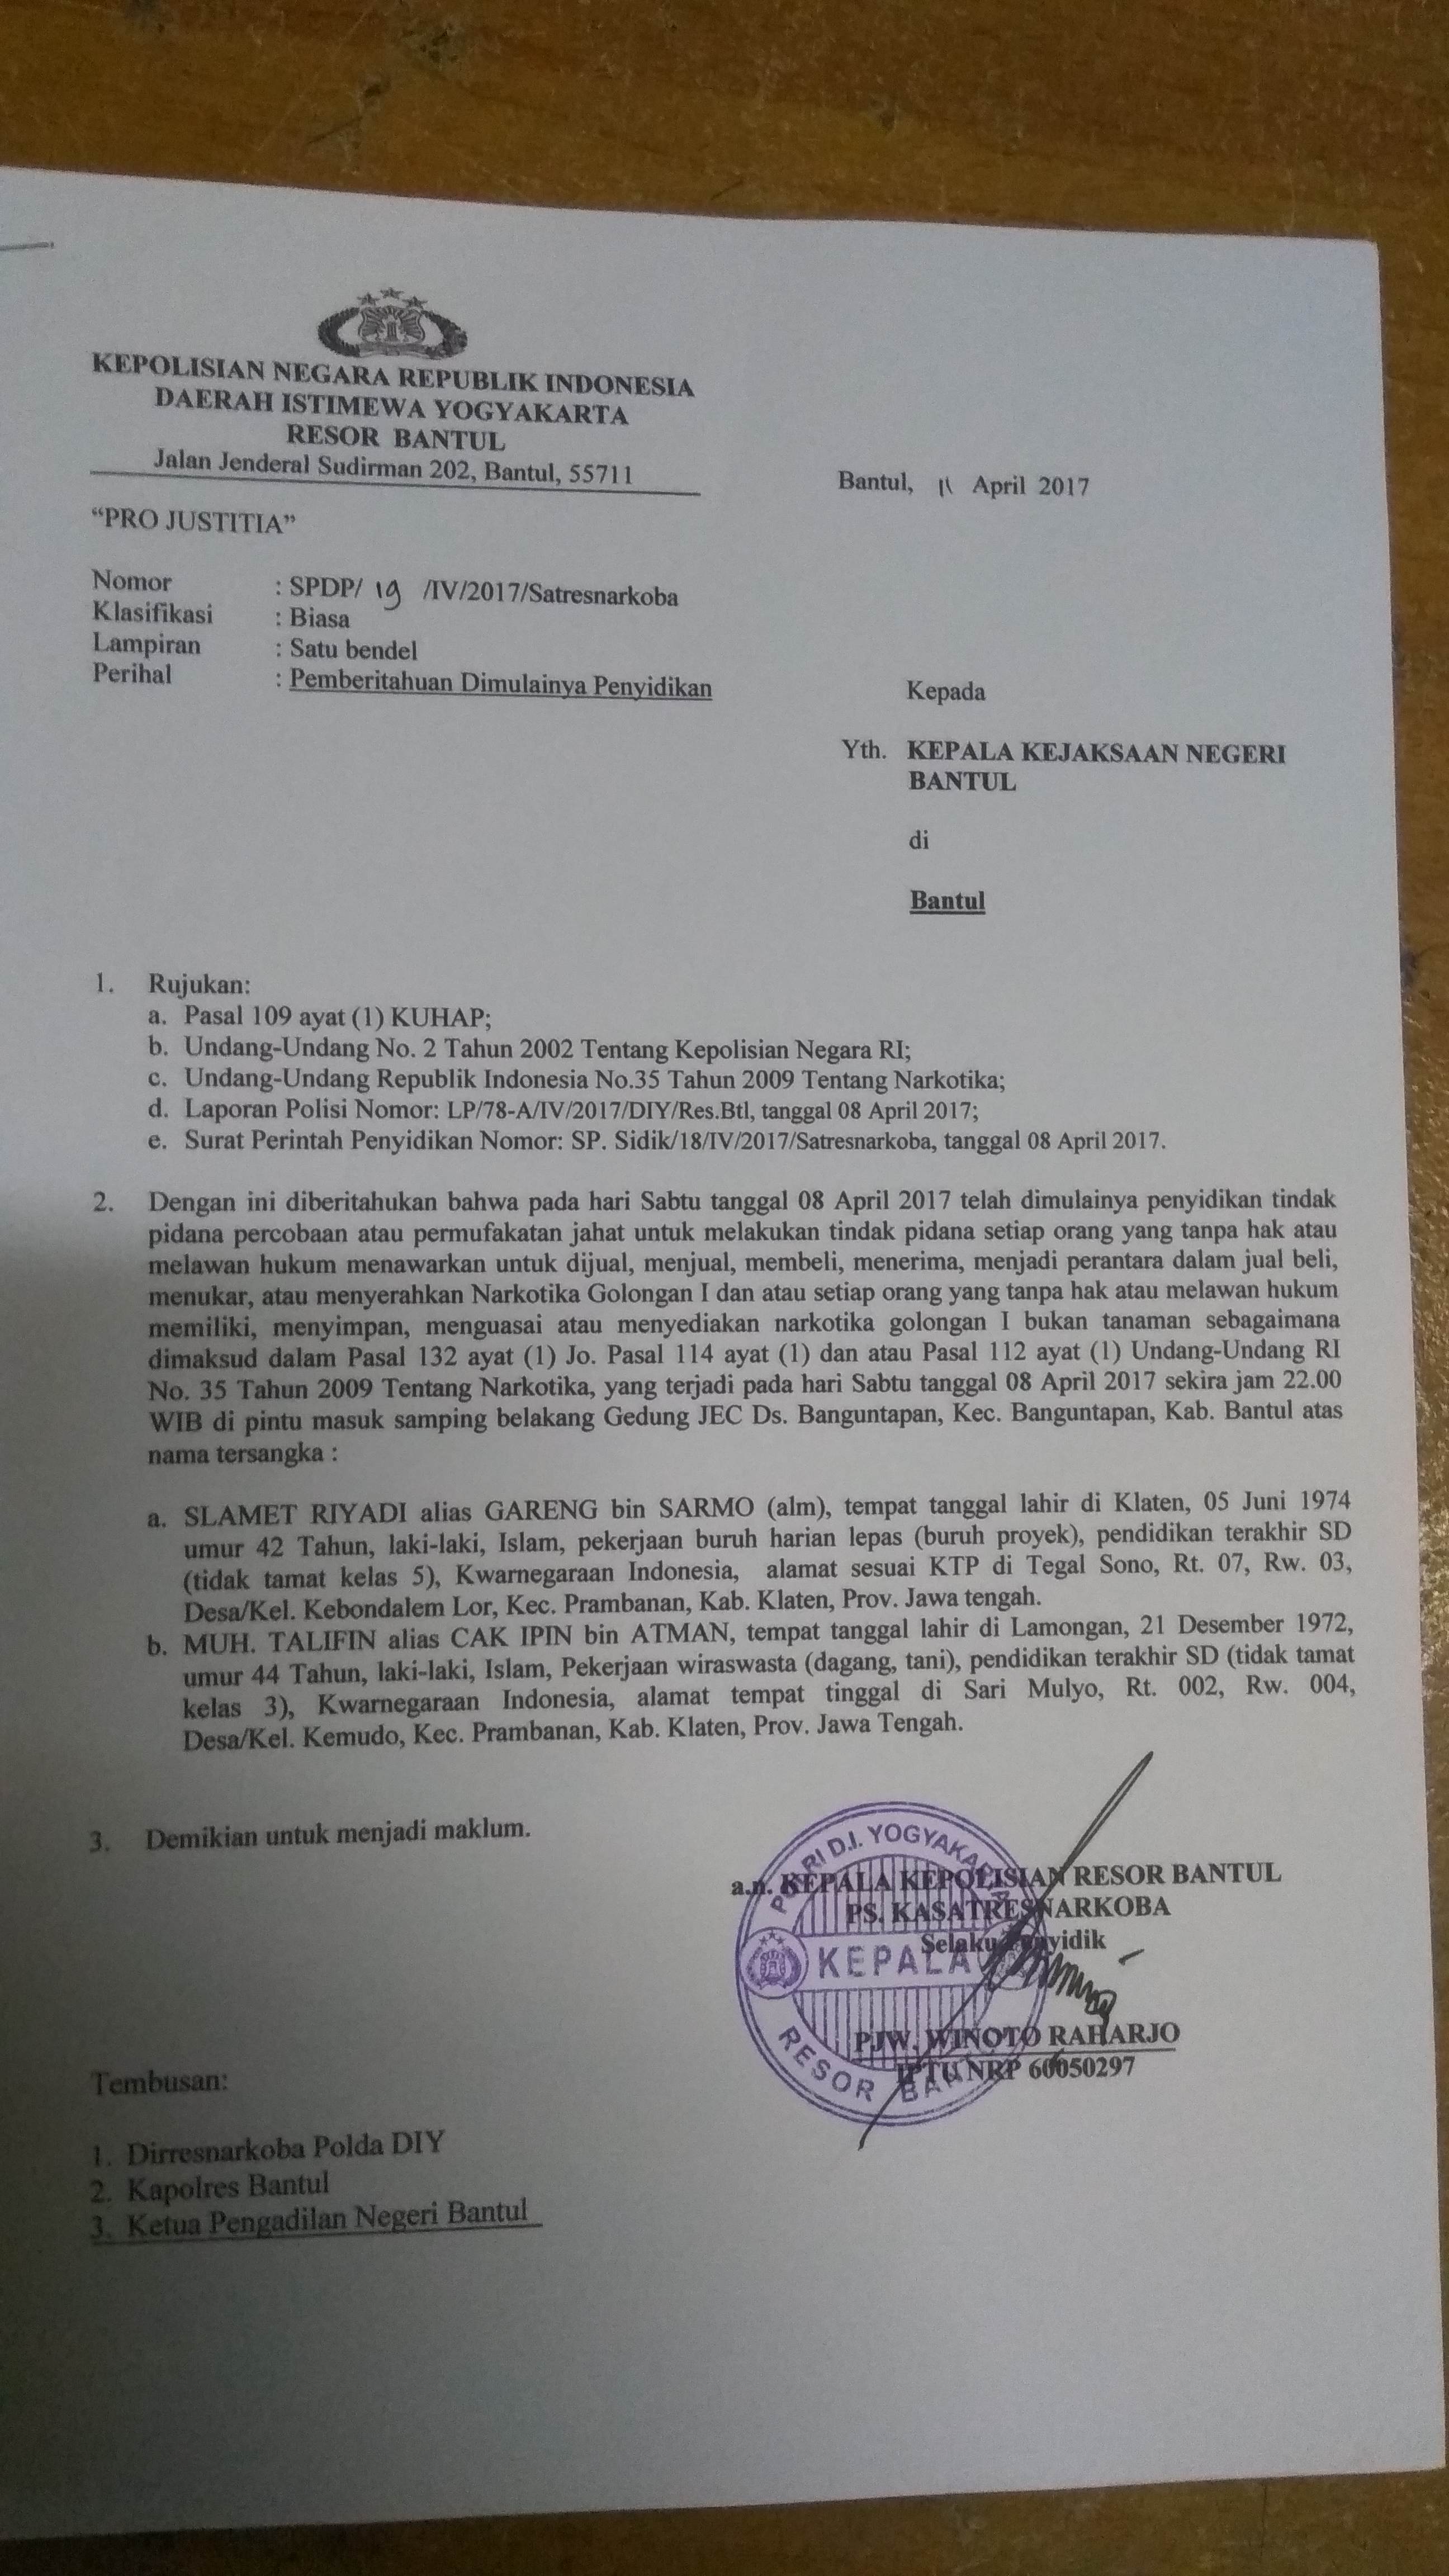 KEPOLISIAN NEGARA REPUBLIK INDONESIA
DAERAH ISTIMEWA YOGYAKARTA
RESOR BANTUL
Jalan Jenderal Sudirman 202, Bantul, 55711
Bantul, 11 April 2017
“PRO JUSTITIA”
Nomor : SPDP/ 19 /IV/2017/Satresnarkoba
Klasifikasi : Biasa
Lampiran : Satu bendel
Perihal : Pemberitahuan Dimulainya Penyidikan
Kepada
Yth. KEPALA KEJAKSAAN NEGERI
BANTUL
di
Bantul
1. Rujukan:
a. Pasal 109 ayat (1) KUHAP;
b. Undang-Undang No. 2 Tahun 2002 Tentang Kepolisian Negara RI;
c. Undang-Undang Republik Indonesia No.35 Tahun 2009 Tentang Narkotika;
d. Laporan Polisi Nomor: LP/78-A/IV/2017/DIY/Res.Btl, tanggal 08 April 2017;
e. Surat Perintah Penyidikan Nomor: SP. Sidik/18/IV/2017/Satresnarkoba, tanggal 08 April 2017.
2. Dengan ini diberitahukan bahwa pada hari Sabtu tanggal 08 April 2017 telah dimulainya penyidikan tindak
pidana percobaan atau permufakatan jahat untuk melakukan tindak pidana setiap orang yang tanpa hak atau
melawan hukum menawarkan untuk dijual, menjual, membeli, menerima, menjadi perantara dalam jual beli,
menukar, atau menyerahkan Narkotika Golongan I dan atau setiap orang yang tanpa hak atau melawan hukum
memiliki, menyimpan, menguasai atau menyediakan narkotika golongan I bukan tanaman sebagaimana
dimaksud dalam Pasal 132 ayat (1) Jo. Pasal 114 ayat (1) dan atau Pasal 112 ayat (1) Undang-Undang RI
No. 35 Tahun 2009 Tentang Narkotika, yang terjadi pada hari Sabtu tanggal 08 April 2017 sekira jam 22.00
WIB di pintu masuk samping belakang Gedung JEC Ds. Banguntapan, Kec. Banguntapan, Kab. Bantul atas
nama tersangka :
a. SLAMET RIYADI alias GARENG bin SARMO (alm), tempat tanggal lahir di Klaten, 05 Juni 1974
umur 42 Tahun, laki-laki, Islam, pekerjaan buruh harian lepas (buruh proyek), pendidikan terakhir SD
(tidak tamat kelas 5), Kwarnegaraan Indonesia, alamat sesuai KTP di Tegal Sono, Rt. 07, Rw. 03,
Desa/Kel. Kebondalem Lor, Kec. Prambanan, Kab. Klaten, Prov. Jawa tengah.
b. MUH. TALIFIN alias CAK IPIN bin ATMAN, tempat tanggal lahir di Lamongan, 21 Desember 1972,
umur 44 Tahun, laki-laki, Islam, Pekerjaan wiraswasta (dagang, tani), pendidikan terakhir SD (tidak tamat
kelas 3), Kwarnegaraan Indonesia, alamat tempat tinggal di Sari Mulyo, Rt. 002, Rw. 004,
Desa/Kel. Kemudo, Kec. Prambanan, Kab. Klaten, Prov. Jawa Tengah.
3. Demikian untuk menjadi maklum.
a.n. KEPALA KEPOLISIAN RESOR BANTUL
PS. KASATRESNARKOBA
Selaku Penyidik
POLRI D.I. YOGYAKARTA
KEPALA
RESOR BANTUL
PJW. WINOTO RAHARJO
IPTU NRP 60050297
Tembusan:
1. Dirresnarkoba Polda DIY
2. Kapolres Bantul
3. Ketua Pengadilan Negeri Bantul